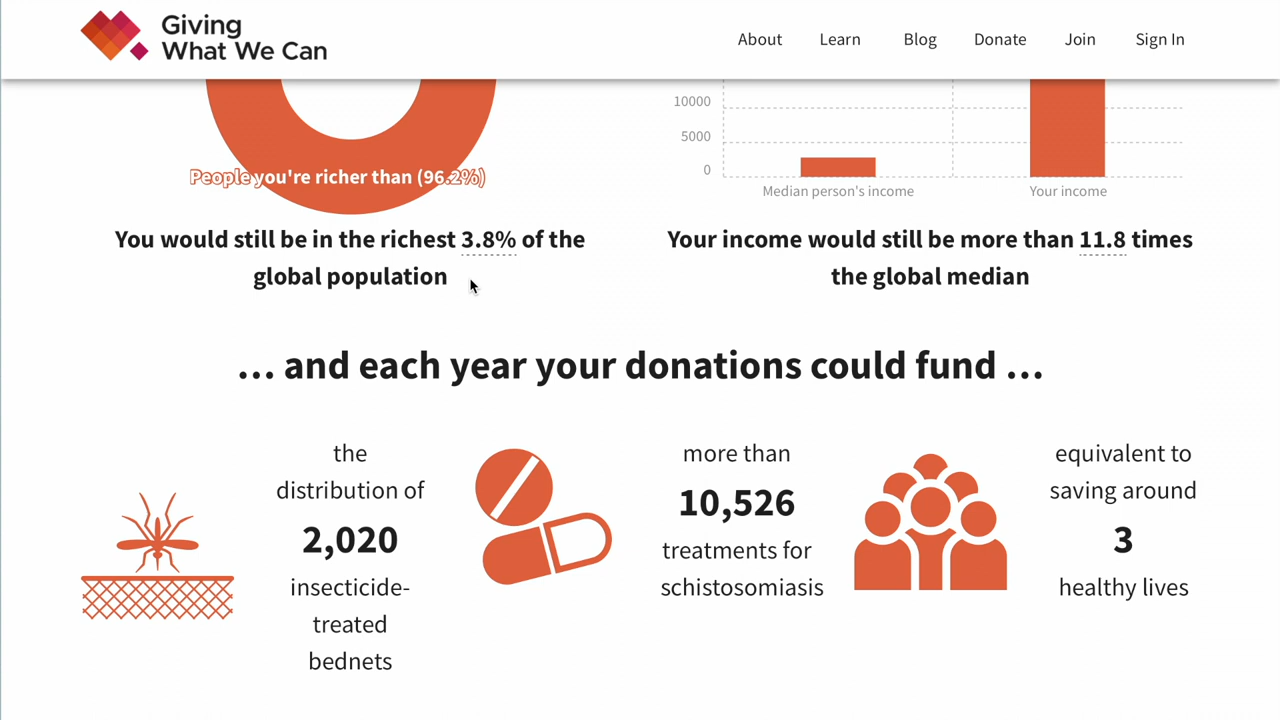 Giving
What We Can
About Learn Blog Donate Join Sign In
10000
5000
0
People you're richer than (96.2%)
Median person's income
Your income
You would still be in the richest 3.8% of the
global population
Your income would still be more than 11.8 times
the global median
... and each year your donations could fund ...
the
distribution of
2,020
insecticide-
treated
bednets
more than
10,526
treatments for
schistosomiasis
equivalent to
saving around
3
healthy lives